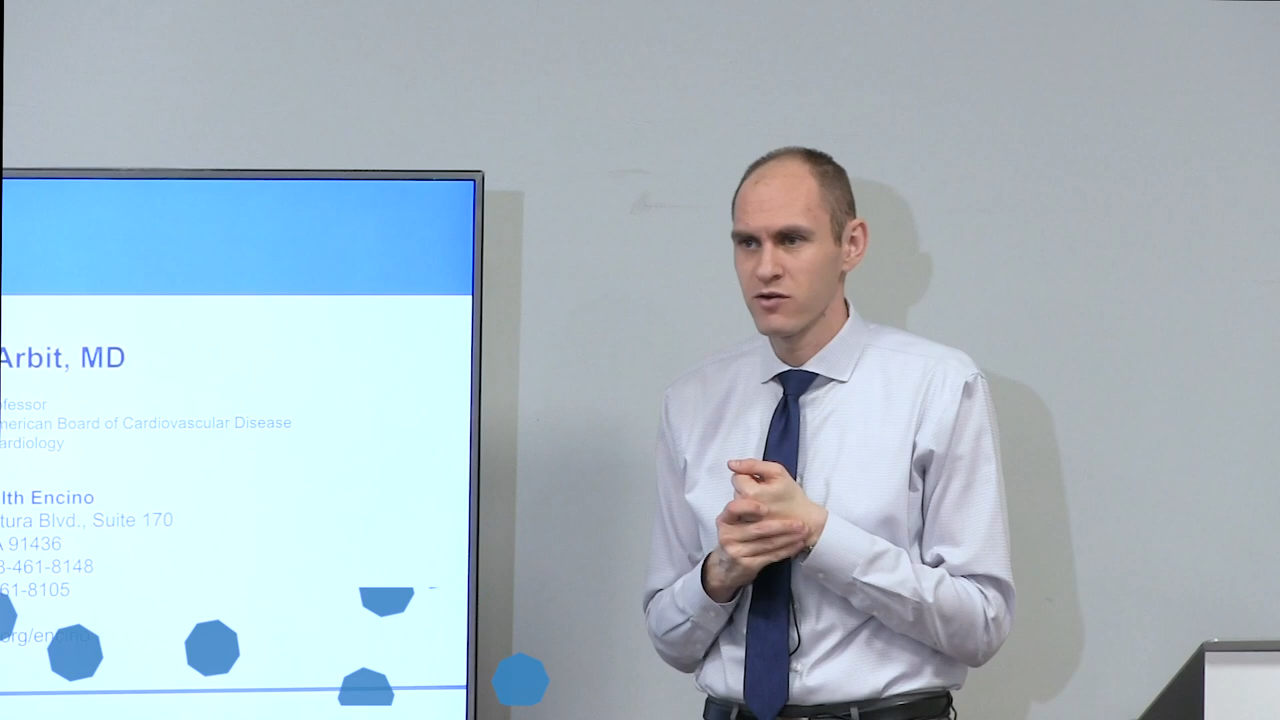 Arbit, MD
ofessor
merican Board of Cardiovascular Disease
ardiology
lth Encino
tura Blvd., Suite 170
A 91436
8-461-8148
61-8105
org/encino